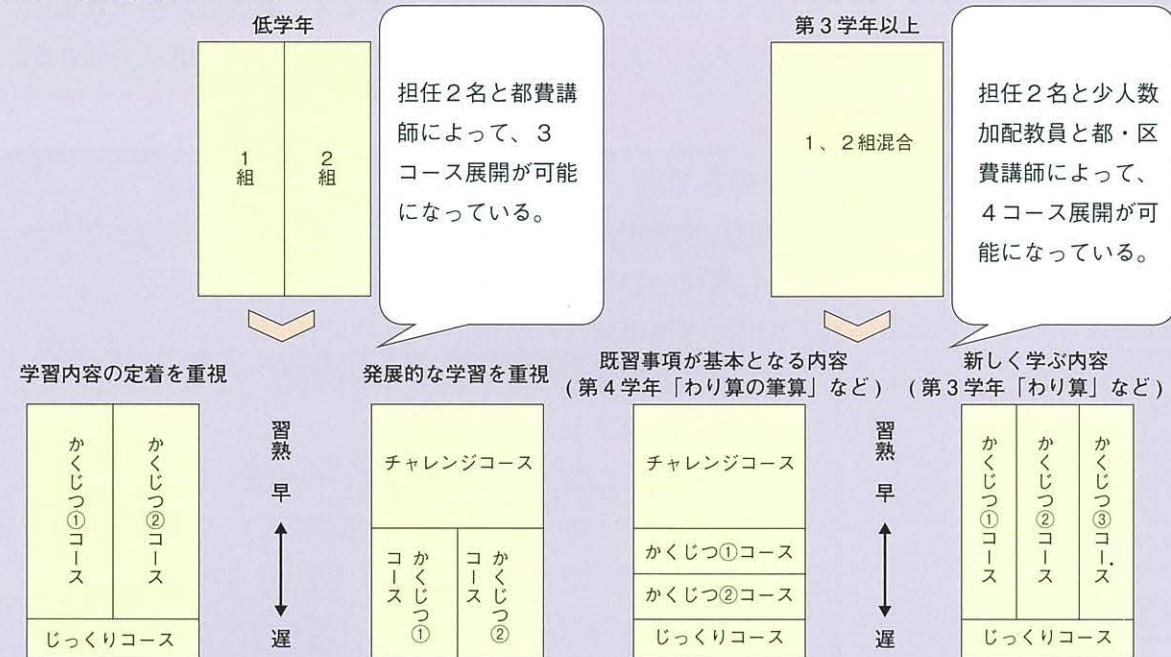 低学年
1組
2組
担任2名と都費講
師によって、3
コース展開が可能
になっている。
第3学年以上
1、2組混合
担任2名と少人数
加配教員と都・区
費講師によって、
4コース展開が可
能になっている。
学習内容の定着を重視
かくじつ①コース
かくじつ②コース
じっくりコース
習熟 早
遅
発展的な学習を重視
チャレンジコース
かくじつ①
コース
かくじつ②
コース
既習事項が基本となる内容
(第4学年「わり算の筆算」など)
チャレンジコース
かくじつ①コース
かくじつ②コース
じっくりコース
習熟 早
遅
新しく学ぶ内容
(第3学年「わり算」など)
かくじつ①コース
かくじつ②コース
かくじつ③コース
じっくりコース